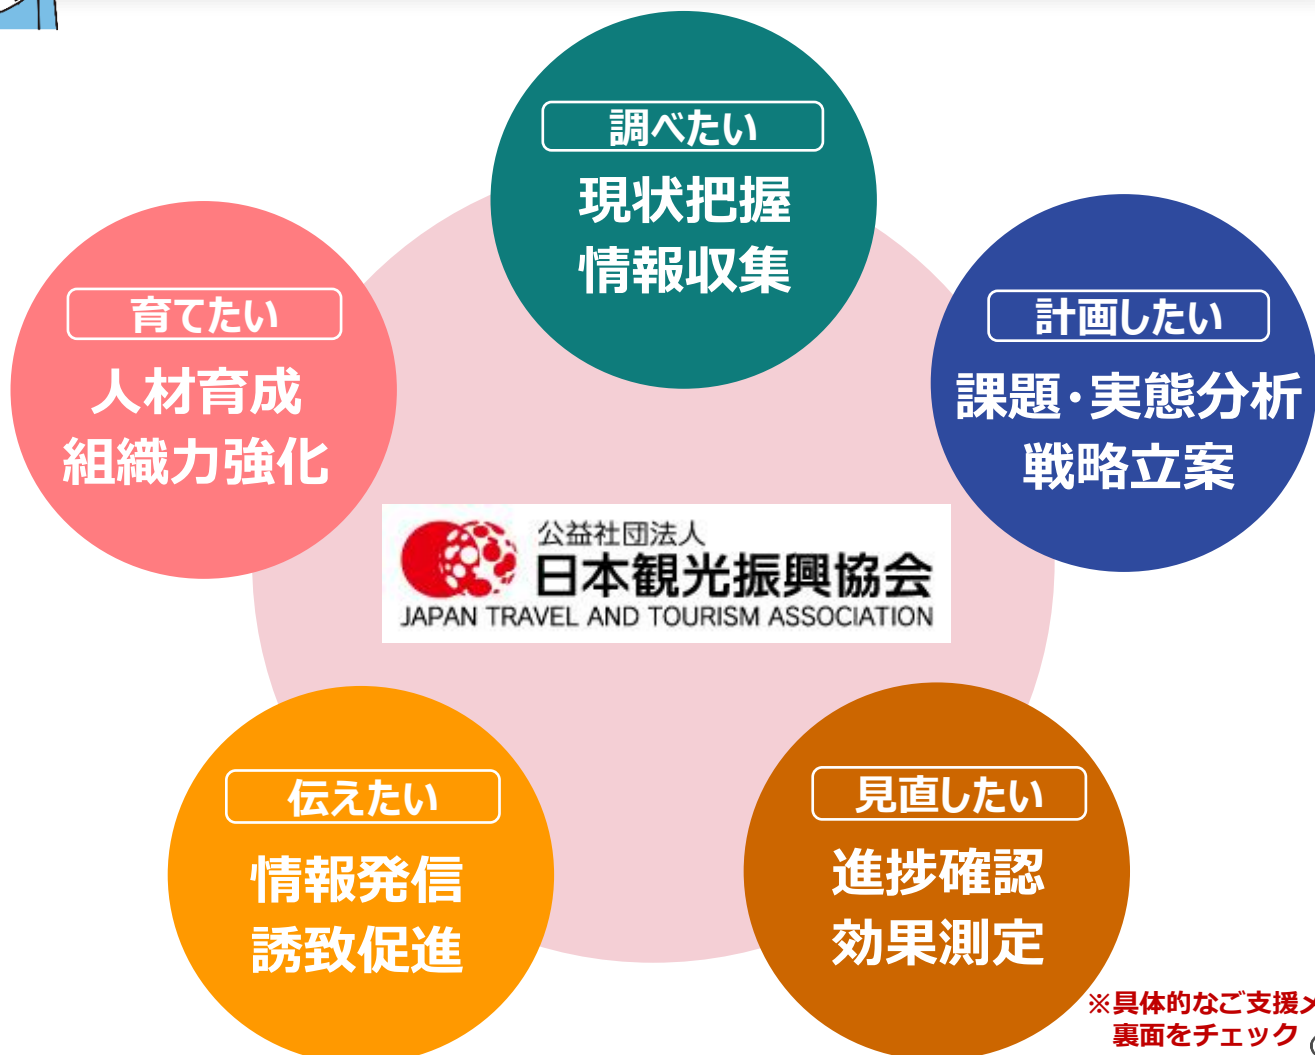 調べたい
現状把握
情報収集
育てたい
人材育成
組織力強化
計画したい
課題・実態分析
戦略立案
公益社団法人
日本観光振興協会
JAPAN TRAVEL AND TOURISM ASSOCIATION
伝えたい
情報発信
誘致促進
見直したい
進捗確認
効果測定
※具体的なご支援
裏面をチェック